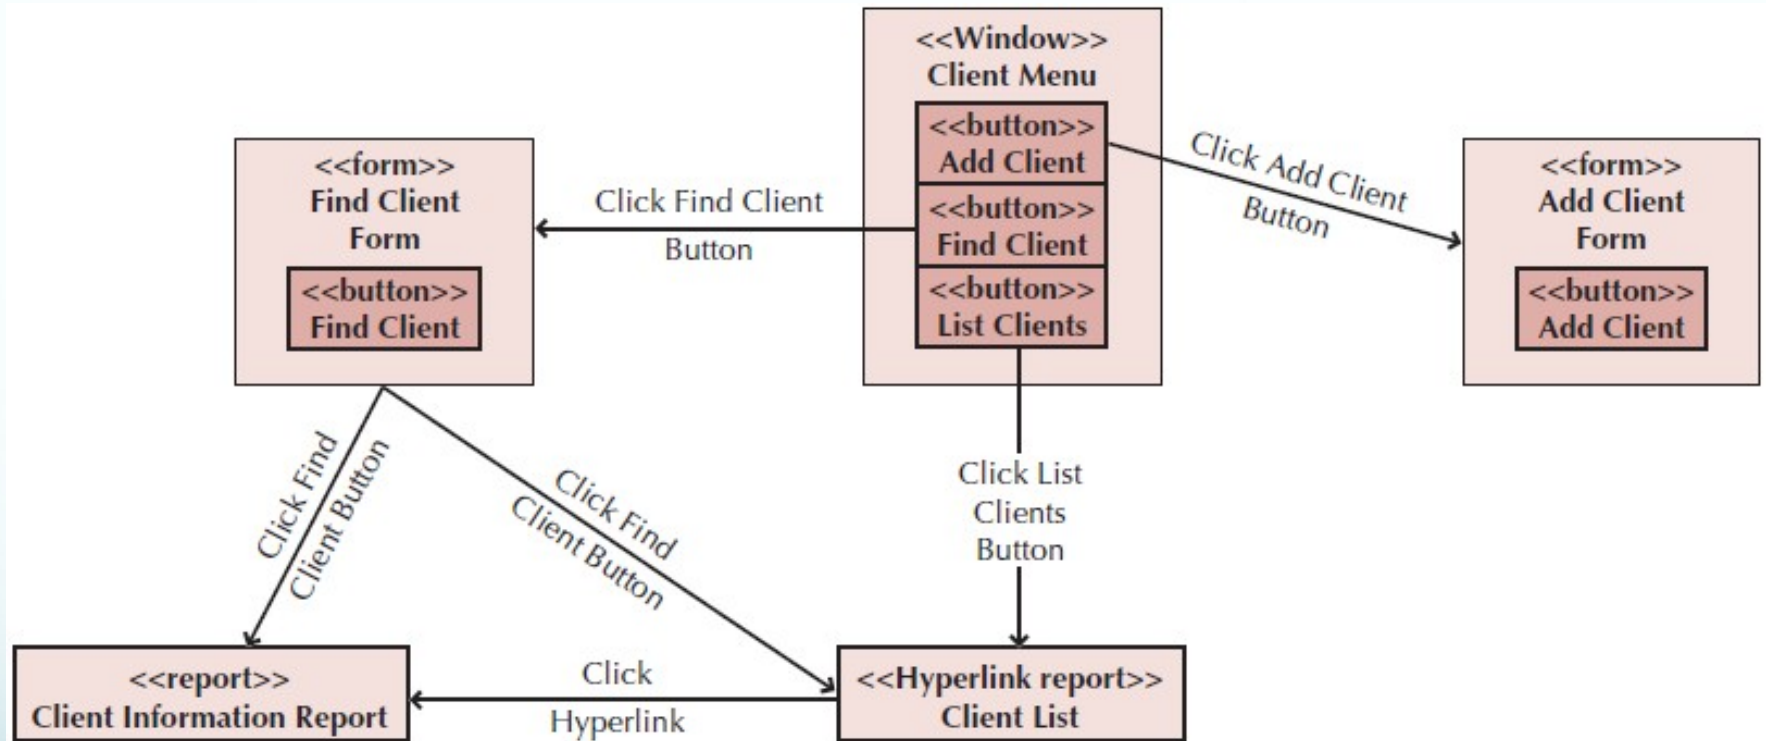 <<Window>>
Client Menu
<<button>>
Add Client
<<button>>
Find Client
<<button>>
List Clients
<<form>>
Find Client
Form
<<button>>
Find Client
Click Find Client
Button
Click Add Client
Button
<<form>>
Add Client
Form
<<button>>
Add Client
Click Find
Client Button
Click Find
Client Button
Click List
Clients
Button
<<report>>
Client Information Report
Click
Hyperlink
<<Hyperlink report>>
Client List